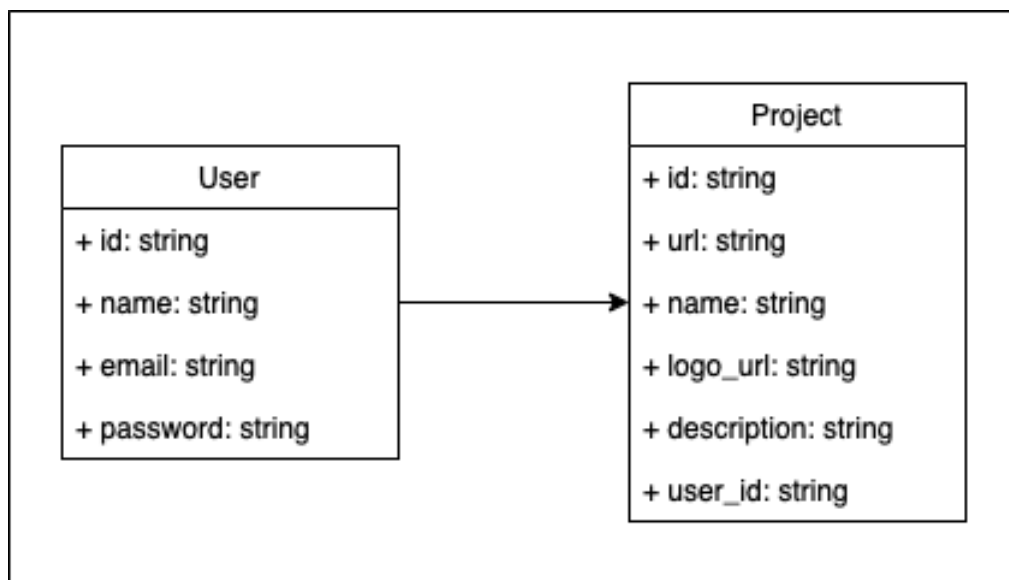 User
+ id: string
+ name: string
+ email: string
+ password: string
Project
+ id: string
+ url: string
+ name: string
+ logo_url: string
+ description: string
+ user_id: string